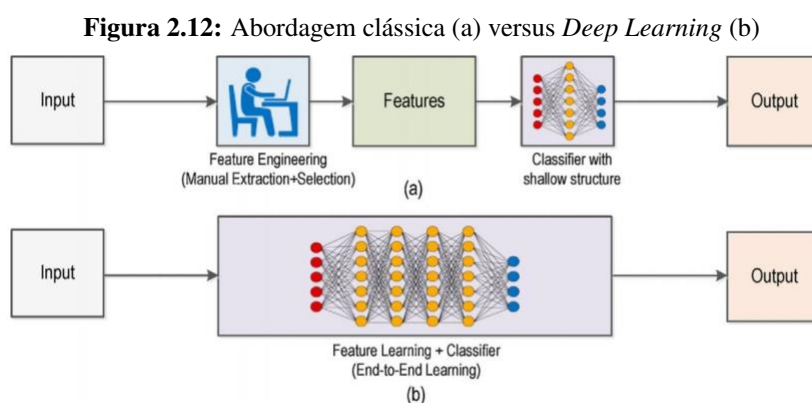 Figura 2.12: Abordagem clássica (a) versus Deep Learning (b)
Input
Features
Output
Feature Engineering
(Manual Extraction+Selection)
Classifier with
shallow structure
(a)
Input
Output
Feature Learning + Classifier
(End-to-End Learning)
(b)